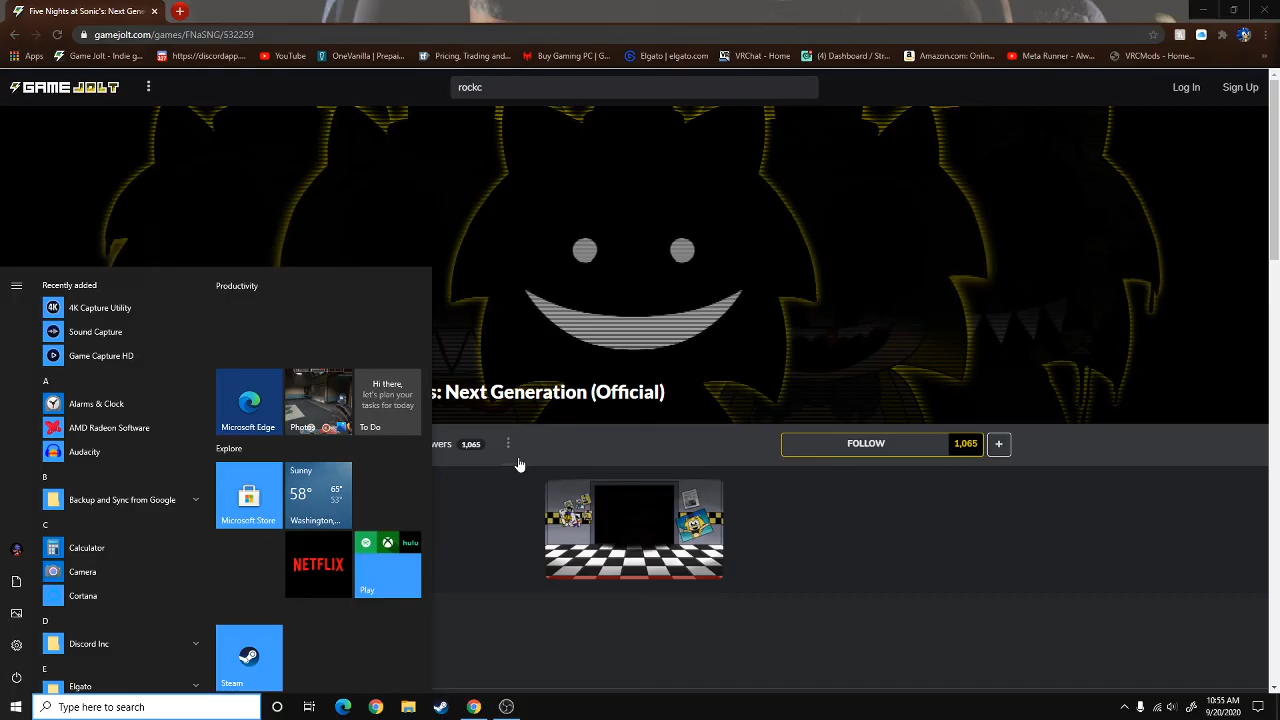 Five Nights at Sonic's: Next Gene
gamejolt.com/games/FNaSNG/532259
Apps
Game Jolt - Indie g...
https://discordapp....
YouTube
OneVanilla | Prepai...
Pricing, Trading and...
Buy Gaming PC | G...
Elgato | elgato.com
VRChat - Home
(4) Dashboard / Str...
Amazon.com: Onli...
Meta Runner - Alw...
VRCMods - Home
»
GAME JOLT
rockc
Log In
Sign Up
s: Next Generation (Official)
wers 1,065
FOLLOW 1,065
Recently added
4K Capture Utility
Sound Capture
Game Capture HD
A
Alarms & Clock
AMD Radeon Software
Audacity
B
Backup and Sync from Google
C
Calculator
Camera
Cortana
D
Discord Inc
E
Elgato
Productivity
Microsoft Edge
Photos
Hi there,
let's plan your
tasks for today
To Do
Explore
Microsoft Store
Sunny
58° 65°
53°
Washington,...
NETFLIX
hulu
Play
Steam
Type here to search
10:55 AM
9/20/2020